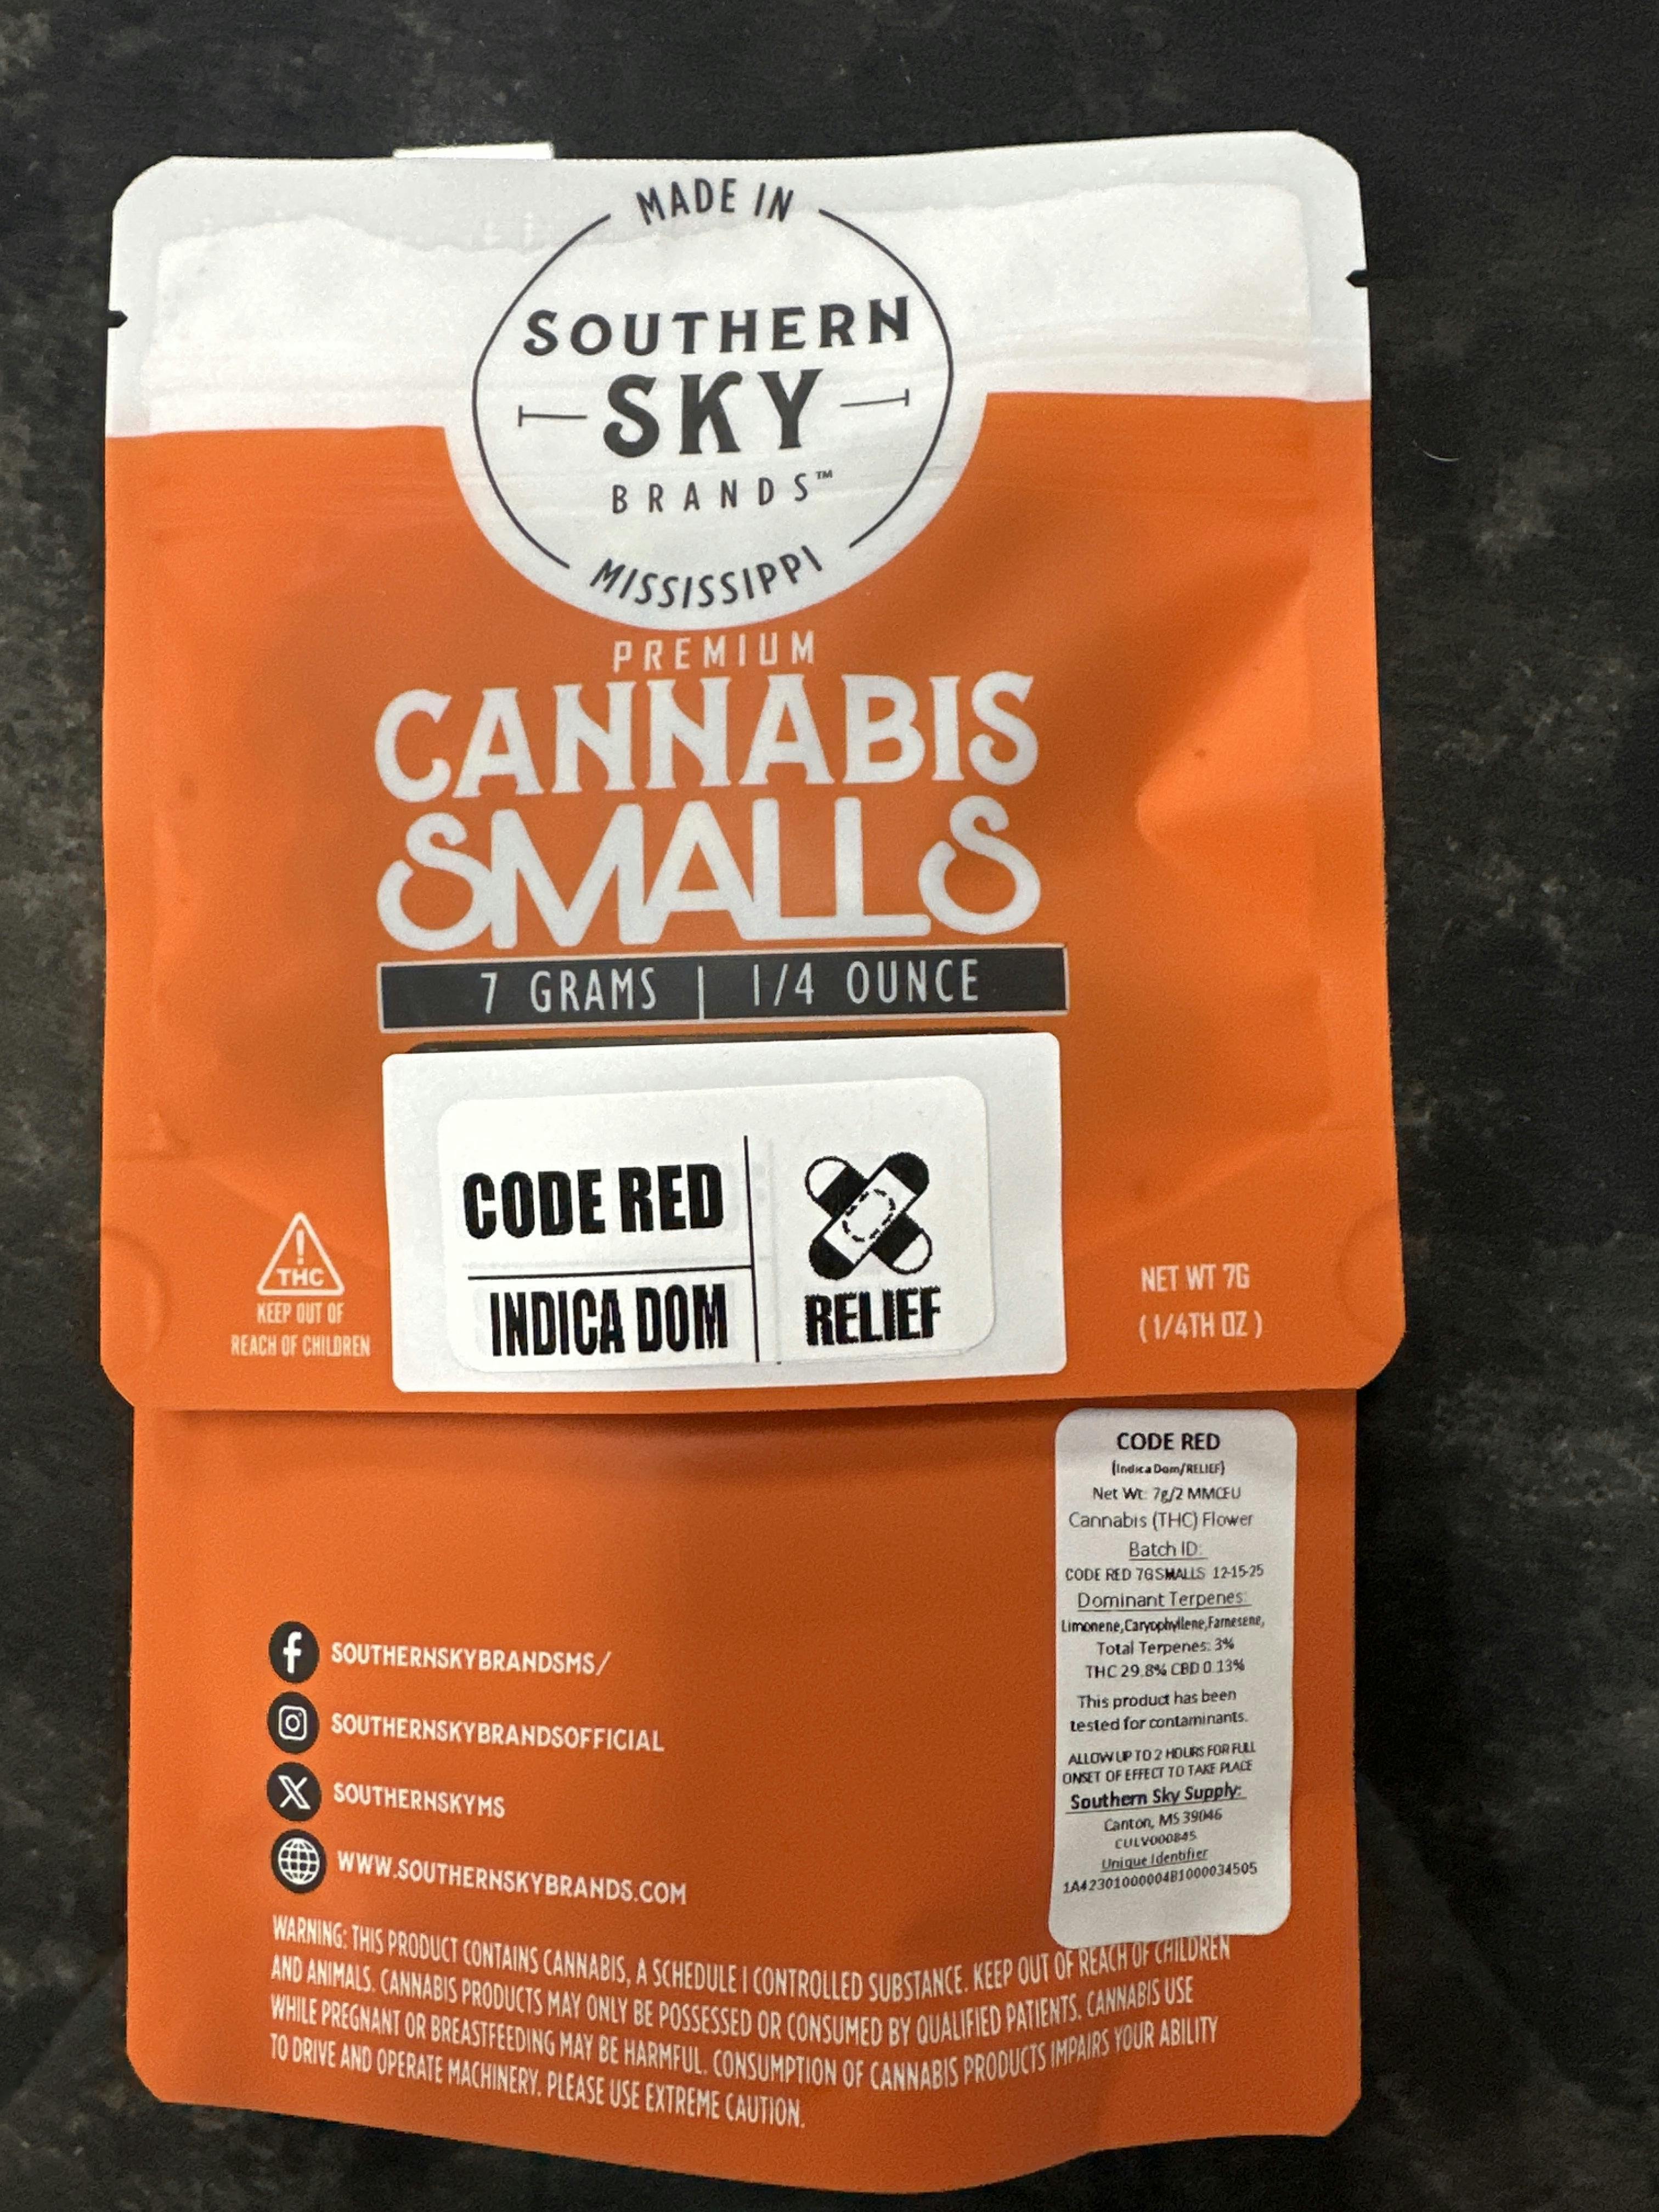 MADE IN
SOUTHERN
SKY
BRANDS™
MISSISSIPPI
PREMIUM
CANNABIS
SMALLS
7 GRAMS | 1/4 OUNCE
CODE RED
INDICA DOM
RELIEF
THC
KEEP OUT OF
REACH OF CHILDREN
NET WT 7G
(1/4TH OZ)
CODE RED
(Indica Dom/RELIEF)
Net Wt: 7g/2 MMCEU
Cannabis (THC) Flower
Batch ID:
CODE RED 7G SMALLS 12-15-25
Dominant Terpenes:
Limonene,Caryophyllene,Farnesene,
Total Terpenes: 3%
THC 29.8% CBD 0.13%
This product has been
tested for contaminants.
ALLOW UP TO 2 HOURS FOR FULL
ONSET OF EFFECT TO TAKE PLACE
Southern Sky Supply:
Canton, MS 39046
CULV000845
Unique Identifier
1A42301000004B1000034505
SOUTHERNSKYBRANDSMS/
SOUTHERNSKYBRANDSOFFICIAL
SOUTHERNSKYMS
WWW.SOUTHERNSKYBRANDS.COM
WARNING: THIS PRODUCT CONTAINS CANNABIS, A SCHEDULE I CONTROLLED SUBSTANCE. KEEP OUT OF REACH OF CHILDREN
AND ANIMALS. CANNABIS PRODUCTS MAY ONLY BE POSSESSED OR CONSUMED BY QUALIFIED PATIENTS. CANNABIS USE
WHILE PREGNANT OR BREASTFEEDING MAY BE HARMFUL. CONSUMPTION OF CANNABIS PRODUCTS IMPAIRS YOUR ABILITY
TO DRIVE AND OPERATE MACHINERY. PLEASE USE EXTREME CAUTION.